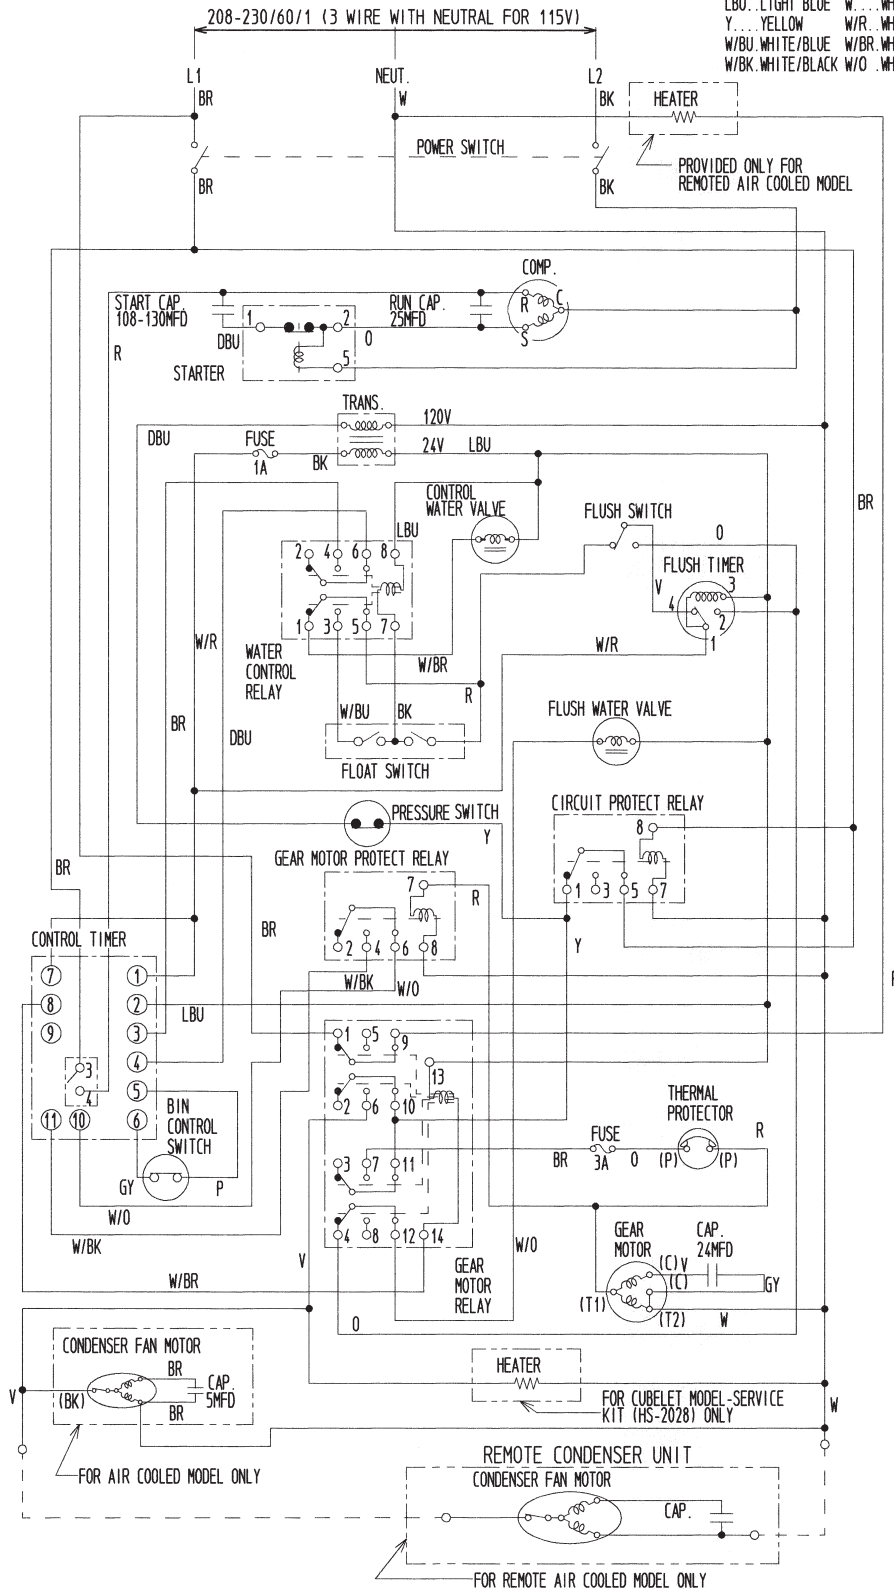 208-230/60/1 (3 WIRE WITH NEUTRAL FOR 115V)
LBU..LIGHT BLUE W....WH
Y....YELLOW W/R..WH
W/BU.WHITE/BLUE W/BR.WH
W/BK.WHITE/BLACK W/O .WH
L1 NEUT. L2
BR W BK HEATER
POWER SWITCH
PROVIDED ONLY FOR
REMOTED AIR COOLED MODEL
BR BK
COMP.
START CAP.
108-130MFD
RUN CAP.
25MFD
R C
S
1 2
DBU O
R
5
STARTER
TRANS.
120V
DBU FUSE
1A
BK
24V LBU
CONTROL
WATER VALVE
BR
FLUSH SWITCH
LBU
O
2 4 6 8
FLUSH TIMER
V
3
4
2
1
1 3 5 7
W/R
WATER
CONTROL
RELAY
W/BR
W/R
R
W/BU BK
FLUSH WATER VALVE
BR
DBU
FLOAT SWITCH
PRESSURE SWITCH
Y
CIRCUIT PROTECT RELAY
8
1 3 5 7
GEAR MOTOR PROTECT RELAY
7
R
BR
BR
2 4 6 8
Y
CONTROL TIMER
W/BK W/O
7 1
8 2
LBU
9 3
4
3
4
5
11 10 6
BIN
CONTROL
SWITCH
GY P
W/O
W/BK
1 5 9
13
2 6 10
3 7 11
4 8 12 14
THERMAL
PROTECTOR
FUSE
3A
BR O (P) (P) R
W/O
V
W/BR
GEAR
MOTOR
RELAY
GEAR
MOTOR
CAP.
24MFD
(C) V
(C)
GY
(T1)
(T2) W
O
CONDENSER FAN MOTOR
BR
CAP.
5MFD
(BK)
BR
V
HEATER
FOR CUBELET MODEL-SERVICE
KIT (HS-2028) ONLY
W
FOR AIR COOLED MODEL ONLY
REMOTE CONDENSER UNIT
CONDENSER FAN MOTOR
CAP.
FOR REMOTE AIR COOLED MODEL ONLY